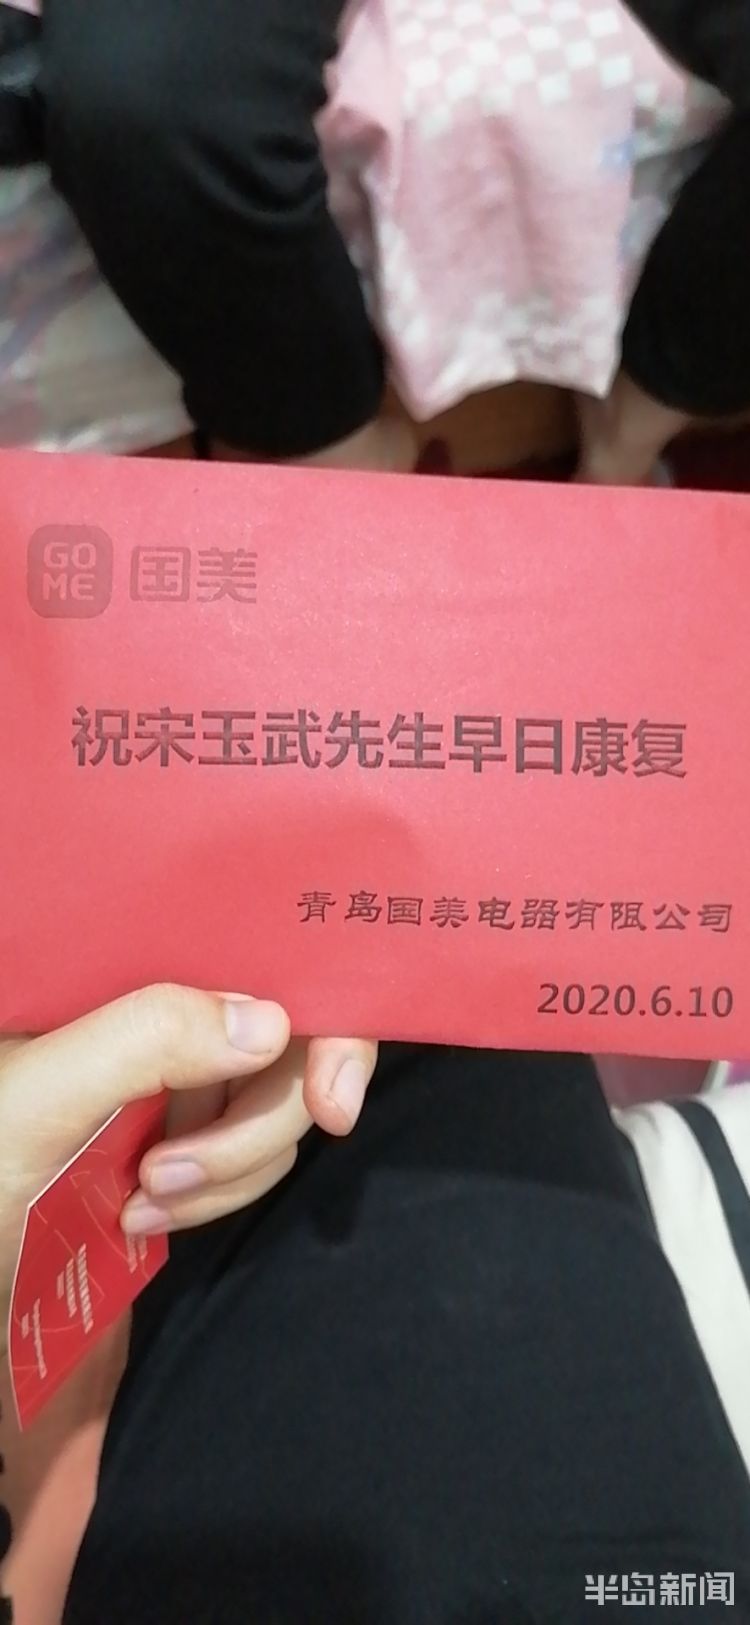 GO
ME
国美
祝宋玉武先生早日康复
青岛国美电器有限公司
2020.6.10
半岛新闻